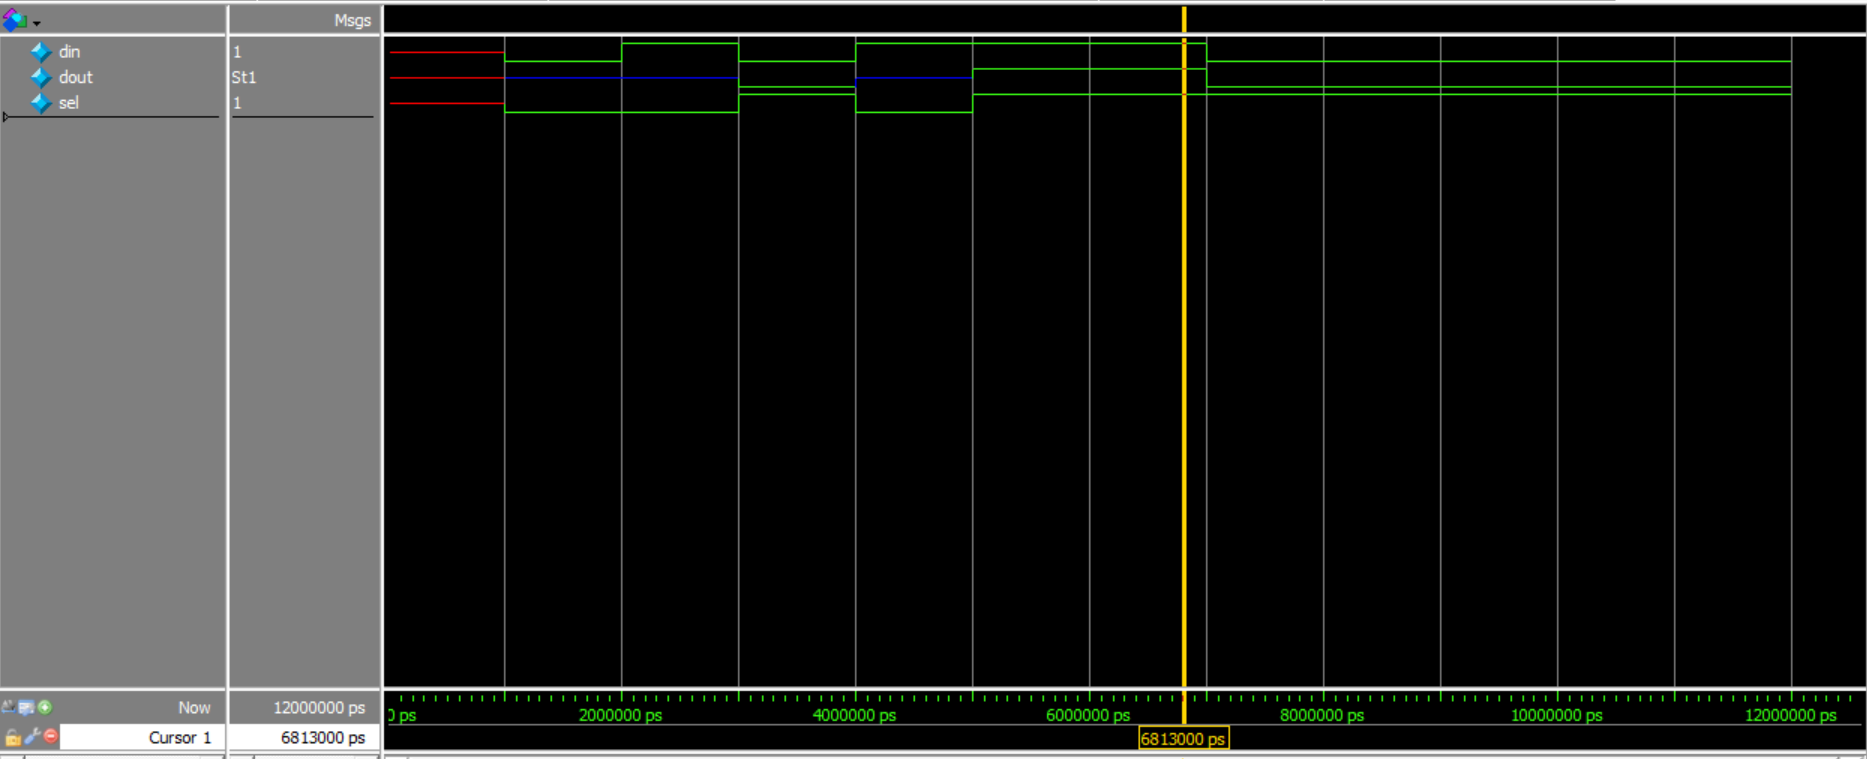 Msgs
din 1
dout St1
sel 1
Now 12000000 ps
ps 2000000 ps 4000000 ps 6000000 ps 8000000 ps 10000000 ps 12000000 ps
Cursor 1 6813000 ps 6813000 ps